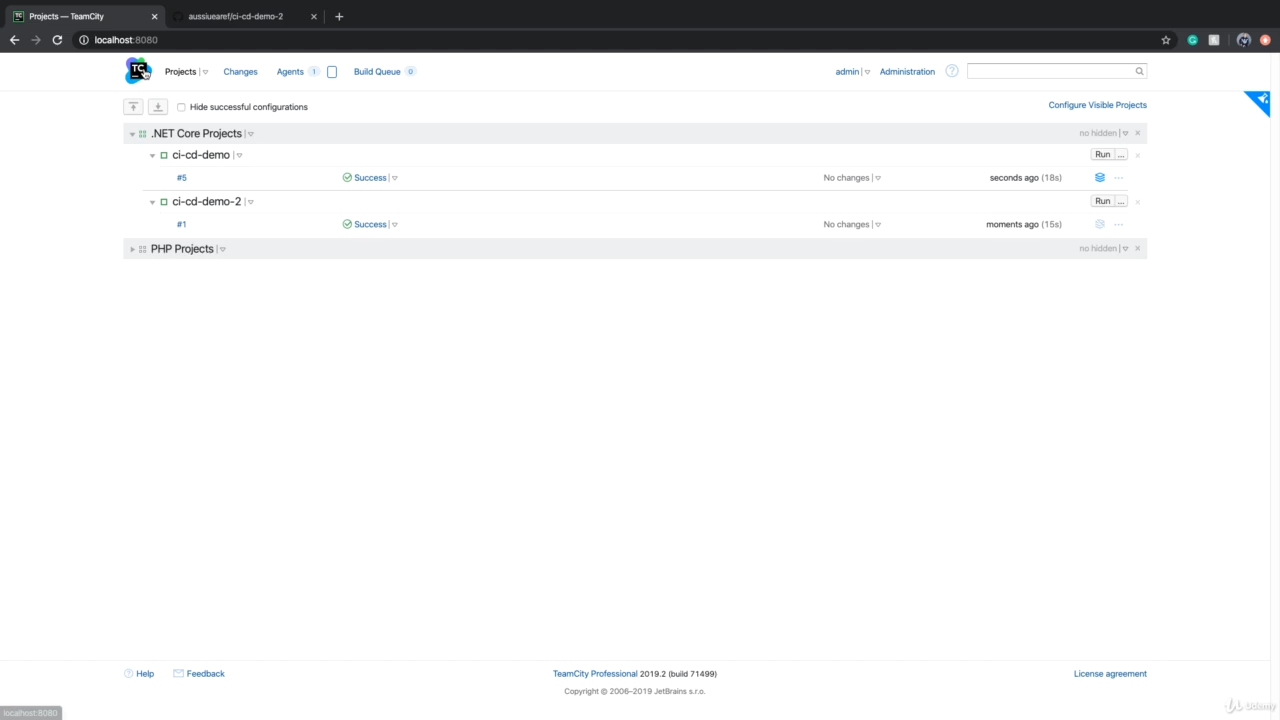 Projects — TeamCity
aussiuearef/ci-cd-demo-2
localhost:8080
TC
Projects
Changes
Agents 1
Build Queue 0
admin
Administration
Hide successful configurations
Configure Visible Projects
.NET Core Projects
no hidden
ci-cd-demo
Run ...
#5 Success No changes seconds ago (18s)
ci-cd-demo-2
Run ...
#1 Success No changes moments ago (15s)
PHP Projects
no hidden
Help
Feedback
TeamCity Professional 2019.2 (build 71499)
License agreement
Copyright © 2006–2019 JetBrains s.r.o.
localhost:8080
Udemy